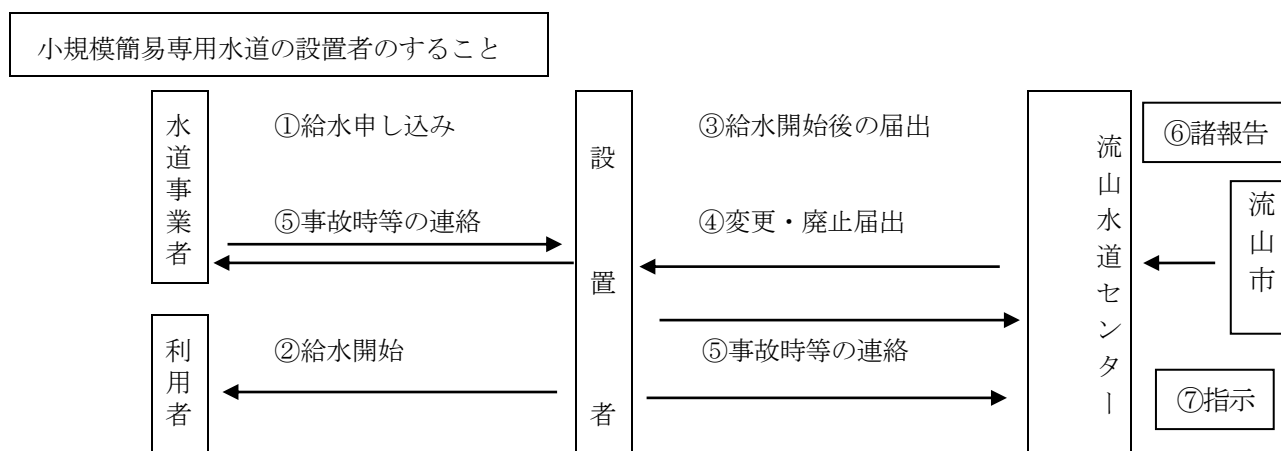 小規模簡易専用水道の設置者のすること
水道事業者
①給水申し込み
⑤事故時等の連絡
設置者
③給水開始後の届出
④変更・廃止届出
流山水道センター
⑥諸報告
流山市
利用者
②給水開始
⑤事故時等の連絡
⑦指示